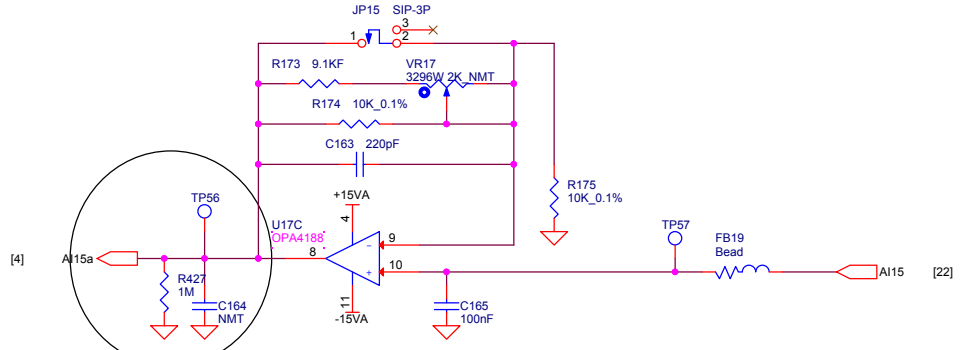 JP15 SIP-3P
3
1 2
R173 9.1KF VR17
3296W 2K_NMT
R174 10K_0.1%
C163 220pF
R175
10K_0.1%
+15VA
TP56
4
U17C
OPA4188
TP57
9
FB19
Bead
8
[4] AI15a
10
AI15 [22]
R427
1M
C164
NMT
11
-15VA
C165
100nF